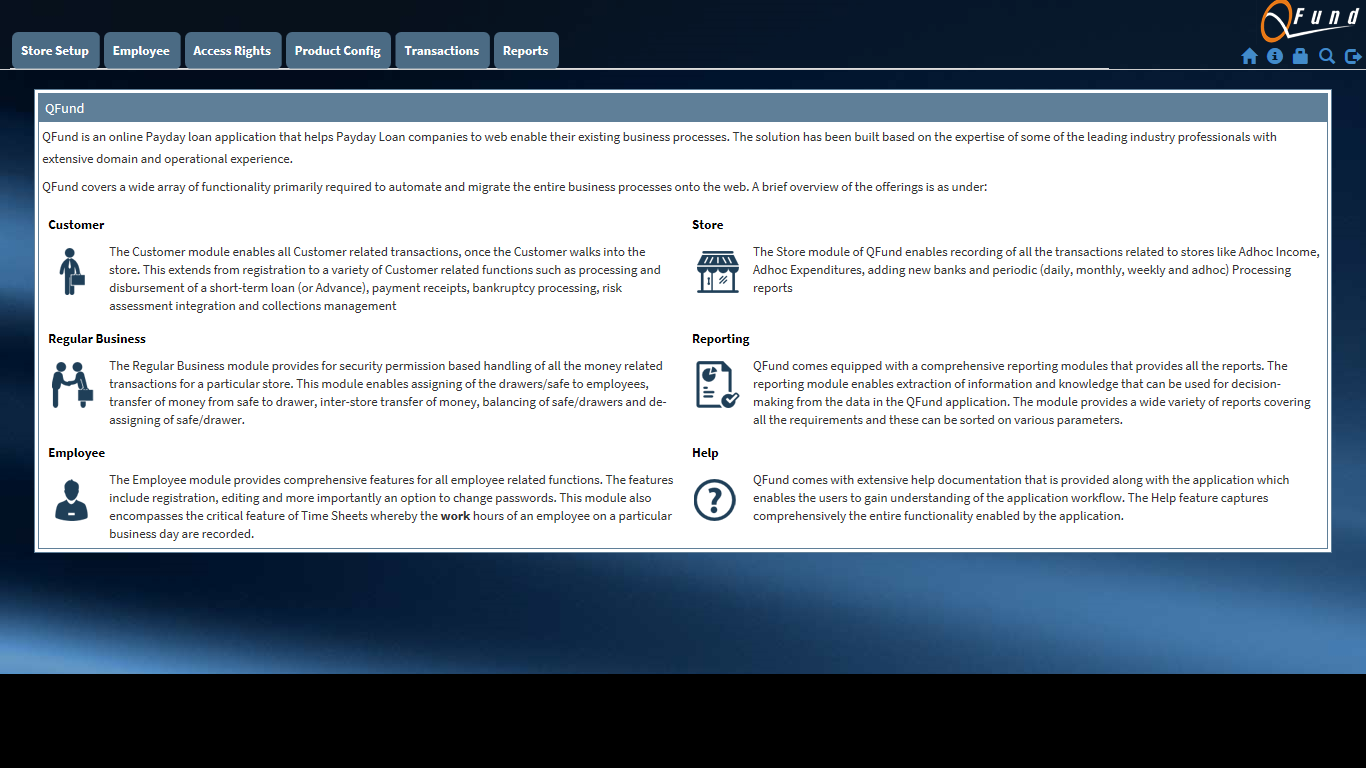 QFund
Store Setup Employee Access Rights Product Config Transactions Reports
QFund
QFund is an online Payday loan application that helps Payday Loan companies to web enable their existing business processes. The solution has been built based on the expertise of some of the leading industry professionals with
extensive domain and operational experience.
QFund covers a wide array of functionality primarily required to automate and migrate the entire business processes onto the web. A brief overview of the offerings is as under:
Customer
The Customer module enables all Customer related transactions, once the Customer walks into the
store. This extends from registration to a variety of Customer related functions such as processing and
disbursement of a short-term loan (or Advance), payment receipts, bankruptcy processing, risk
assessment integration and collections management
Store
The Store module of QFund enables recording of all the transactions related to stores like Adhoc Income,
Adhoc Expenditures, adding new banks and periodic (daily, monthly, weekly and adhoc) Processing
reports
Regular Business
The Regular Business module provides for security permission based handling of all the money related
transactions for a particular store. This module enables assigning of the drawers/safe to employees,
transfer of money from safe to drawer, inter-store transfer of money, balancing of safe/drawers and de-
assigning of safe/drawer.
Reporting
QFund comes equipped with a comprehensive reporting modules that provides all the reports. The
reporting module enables extraction of information and knowledge that can be used for decision-
making from the data in the QFund application. The module provides a wide variety of reports covering
all the requirements and these can be sorted on various parameters.
Employee
The Employee module provides comprehensive features for all employee related functions. The features
include registration, editing and more importantly an option to change passwords. This module also
encompasses the critical feature of Time Sheets whereby the work hours of an employee on a particular
business day are recorded.
Help
QFund comes with extensive help documentation that is provided along with the application which
enables the users to gain understanding of the application workflow. The Help feature captures
comprehensively the entire functionality enabled by the application.